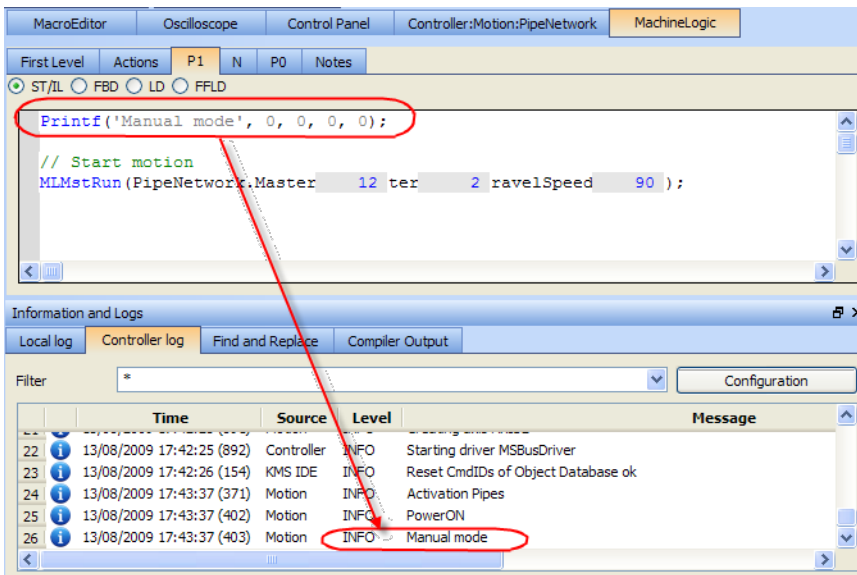 MacroEditor Oscilloscope Control Panel Controller:Motion:PipeNetwork MachineLogic
First Level Actions P1 N P0 Notes
ST/IL FBD LD FFLD
Printf('Manual mode', 0, 0, 0, 0);
// Start motion
MLMstRun(PipeNetwork.Master 12 ter 2 ravelSpeed 90 );
Information and Logs
Local log Controller log Find and Replace Compiler Output
Filter * Configuration
Time Source Level Message
22 13/08/2009 17:42:25 (892) Controller INFO Starting driver MSBusDriver
23 13/08/2009 17:42:26 (154) KMS IDE INFO Reset CmdIDs of Object Database ok
24 13/08/2009 17:43:37 (371) Motion INFO Activation Pipes
25 13/08/2009 17:43:37 (402) Motion INFO PowerON
26 13/08/2009 17:43:37 (403) Motion INFO Manual mode